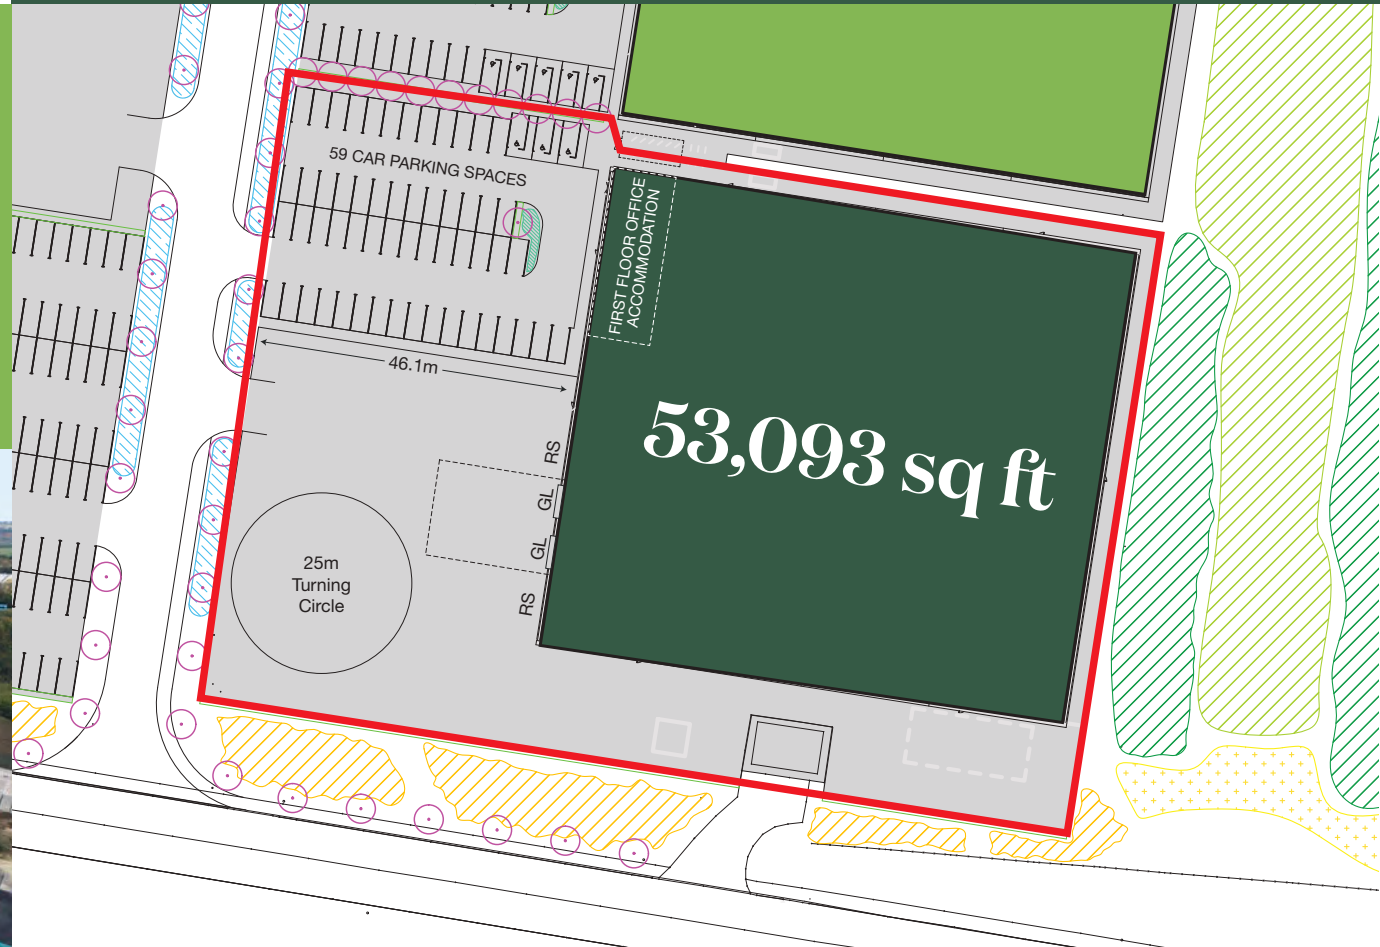 59 CAR PARKING SPACES
FIRST FLOOR OFFICE
ACCOMMODATION
46.1m
53,093 sq ft
RS
GL
GL
RS
25m
Turning
Circle